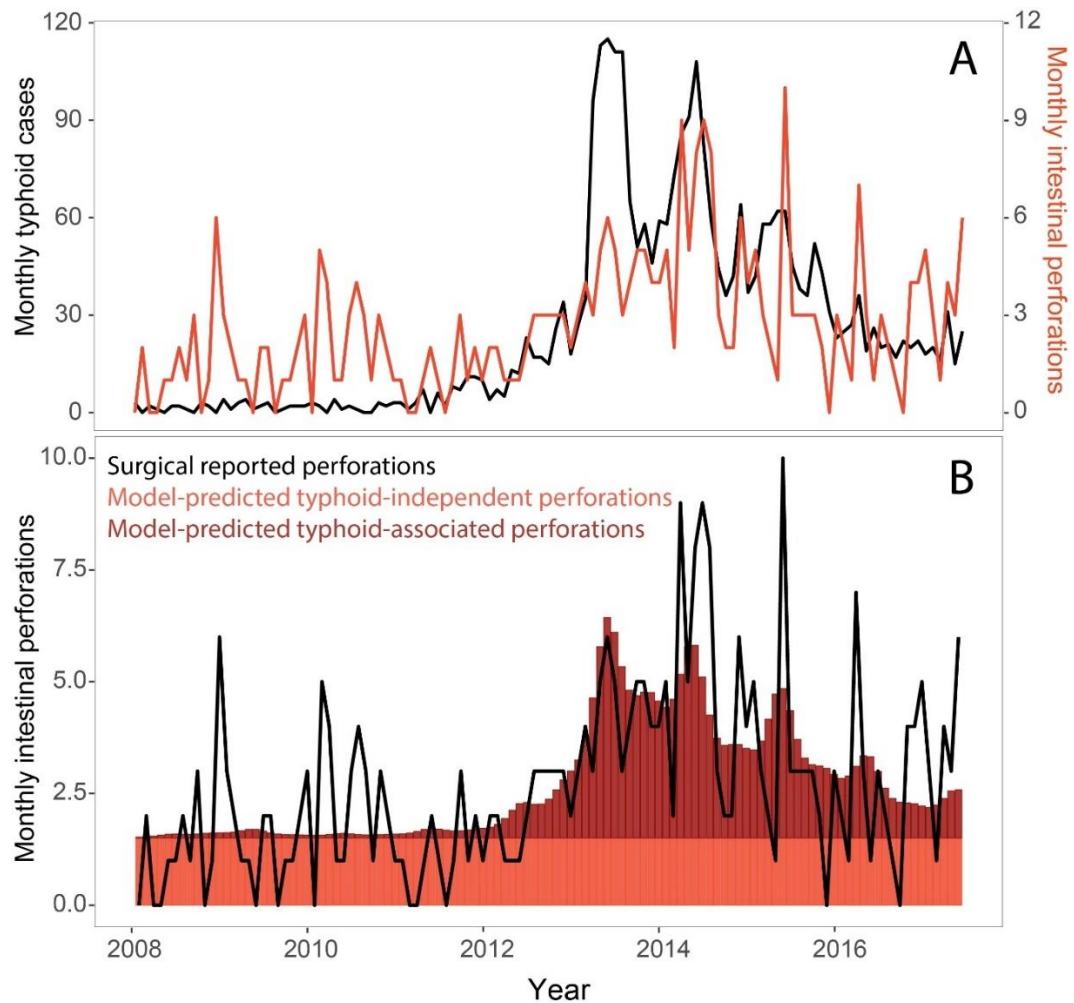 120
90
60
30
0
Monthly typhoid cases
A
12
9
6
3
0
Monthly intestinal perforations
10.0
7.5
5.0
2.5
0.0
Monthly intestinal perforations
Surgical reported perforations
Model-predicted typhoid-independent perforations
Model-predicted typhoid-associated perforations
B
2008 2010 2012 2014 2016
Year